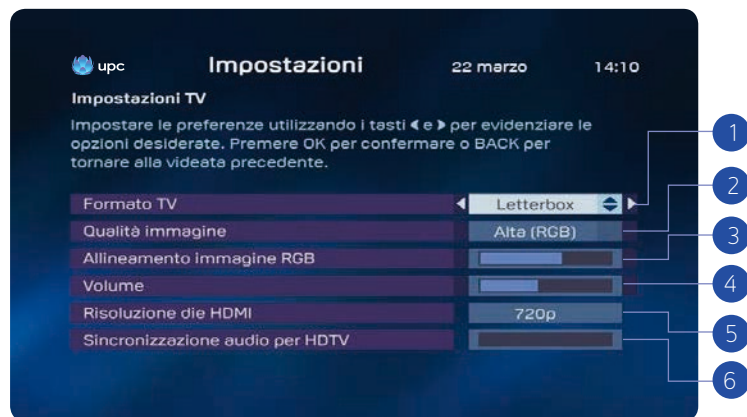 upc Impostazioni 22 marzo 14:10
Impostazioni TV
Impostare le preferenze utilizzando i tasti ◀ e ▶ per evidenziare le
opzioni desiderate. Premere OK per confermare o BACK per
tornare alla videata precedente.
Formato TV Letterbox 1
Qualità immagine Alta (RGB) 2
Allineamento immagine RGB 3
Volume 4
Risoluzione die HDMI 720p 5
Sincronizzazione audio per HDTV 6